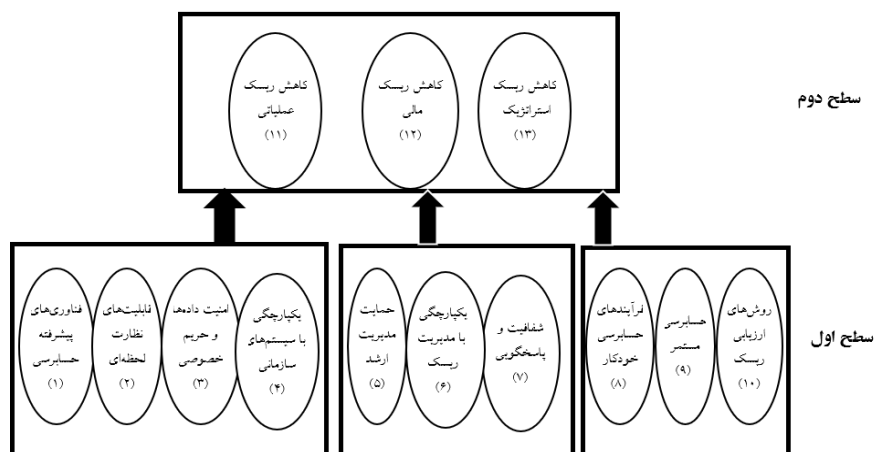 سطح دوم
کاهش ریسک
استراتژیک
(۱۳)
کاهش ریسک
مالی
(۱۲)
کاهش ریسک
عملیاتی
(۱۱)
سطح اول
روش‌های
ارزیابی
ریسک
(۱۰)
حسابرسی
مستمر
(۹)
فرآیندهای
حسابرسی
خودکار
(۸)
شفافیت و
پاسخگویی
(۷)
یکپارچگی
با مدیریت
ریسک
(۶)
حمایت
مدیریت
ارشد
(۵)
یکپارچگی
با سیستم‌های
سازمانی
(۴)
امنیت داده‌ها
و حریم
خصوصی
(۳)
قابلیت‌های
نظارت
لحظه‌ای
(۲)
فناوری‌های
پیشرفته
حسابرسی
(۱)